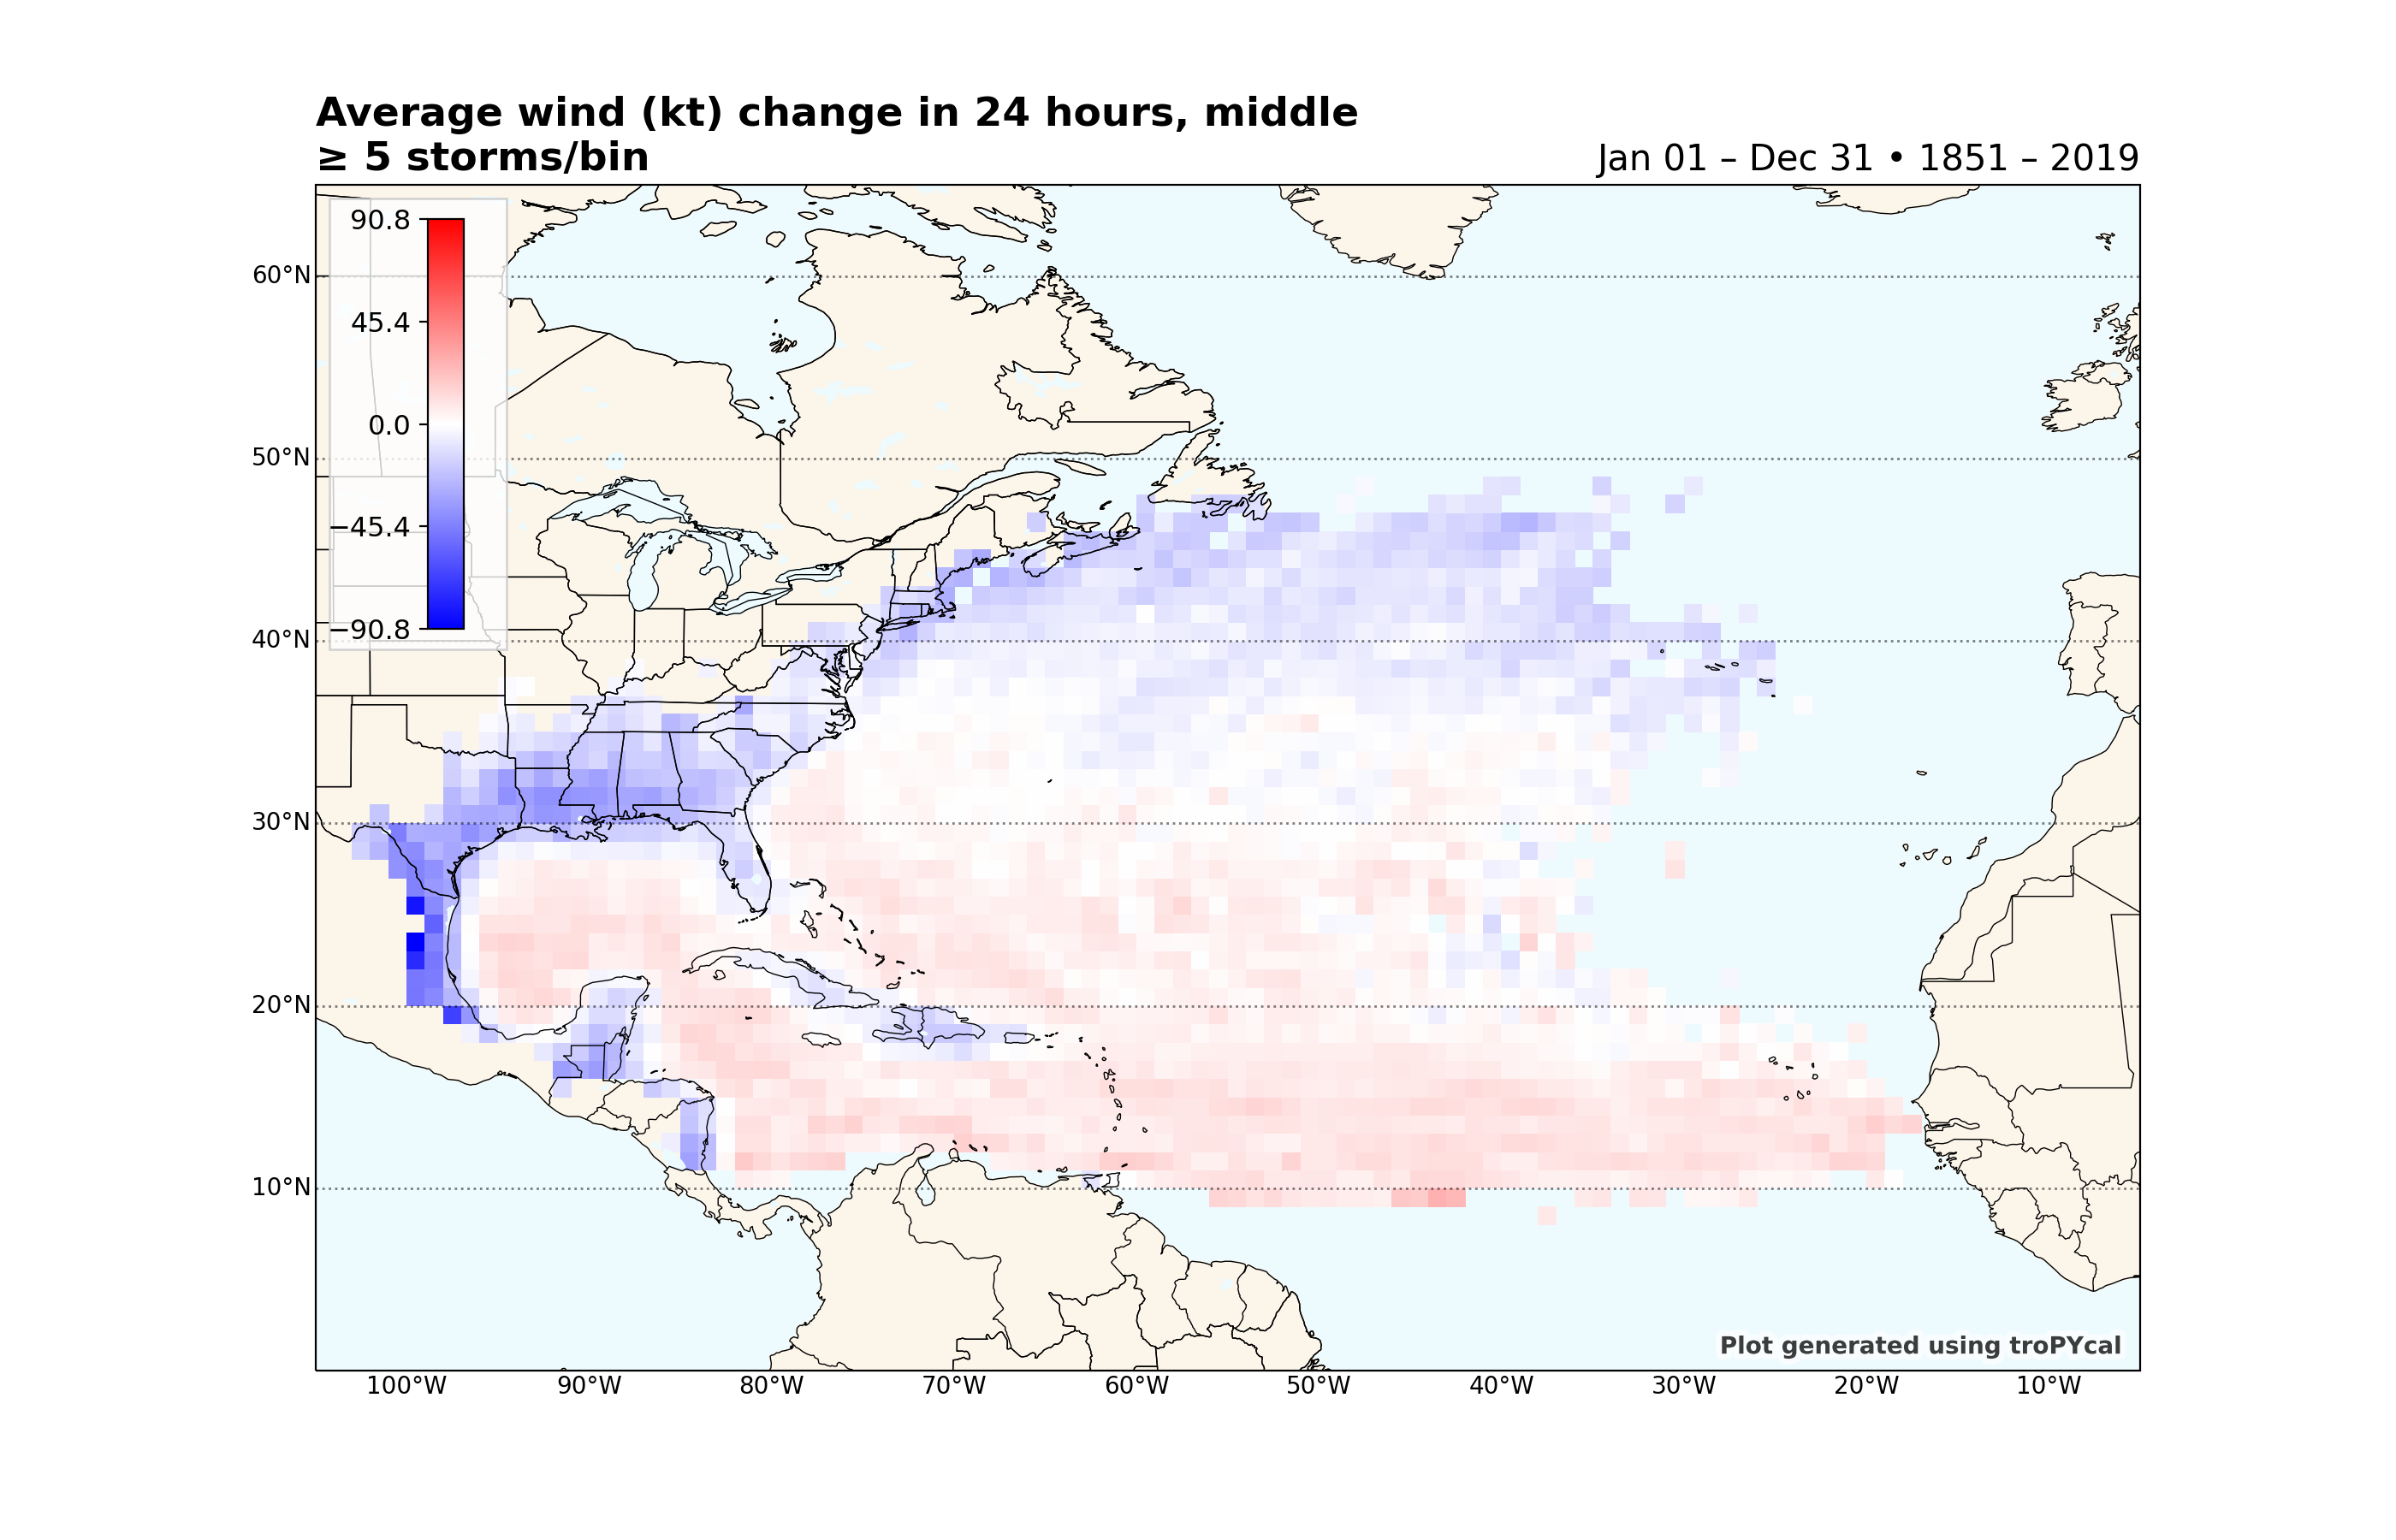 Average wind (kt) change in 24 hours, middle
≥ 5 storms/bin
Jan 01 – Dec 31 • 1851 – 2019
90.8
45.4
0.0
−45.4
−90.8
60°N
50°N
40°N
30°N
20°N
10°N
Plot generated using troPYcal
100°W 90°W 80°W 70°W 60°W 50°W 40°W 30°W 20°W 10°W